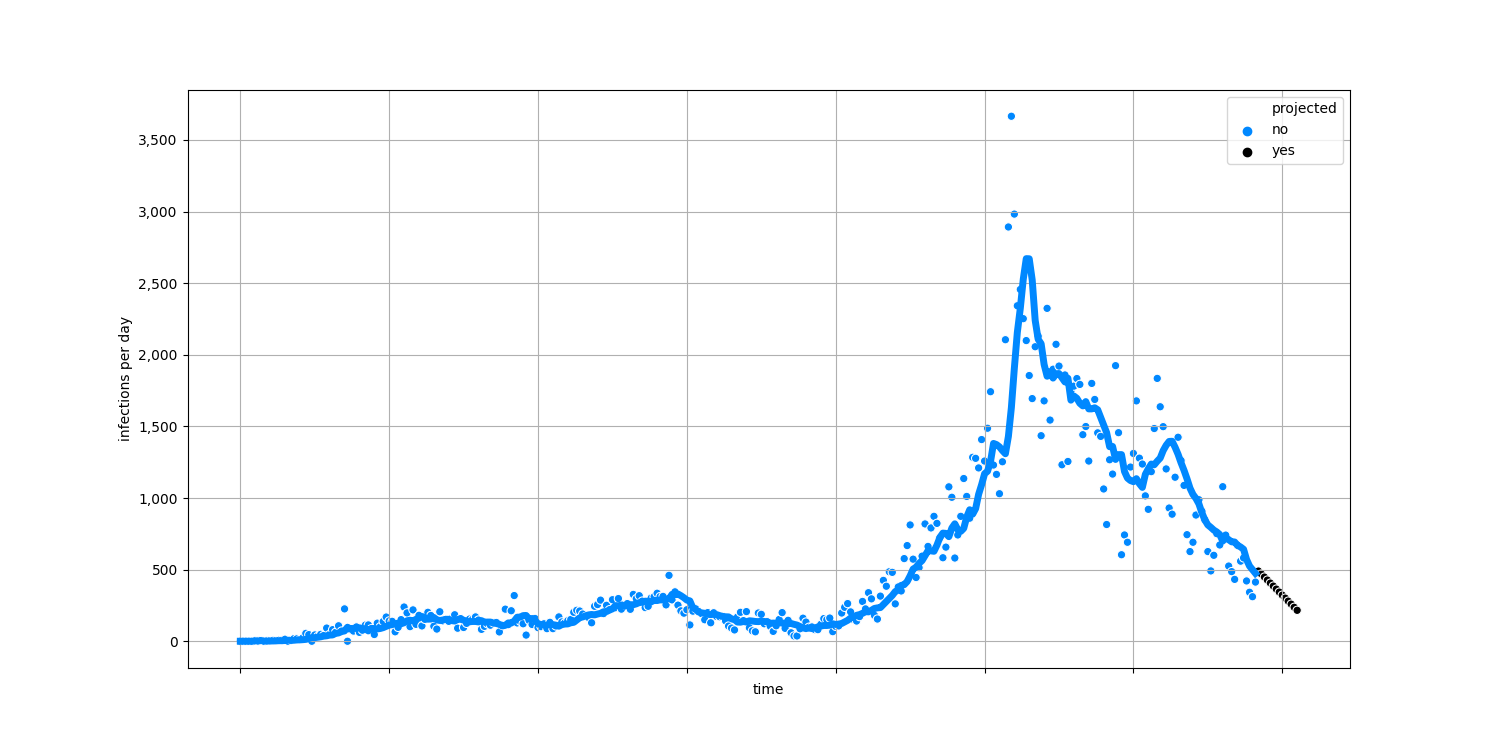 projected
no
yes
3,500
3,000
2,500
2,000
1,500
1,000
500
0
infections per day
time